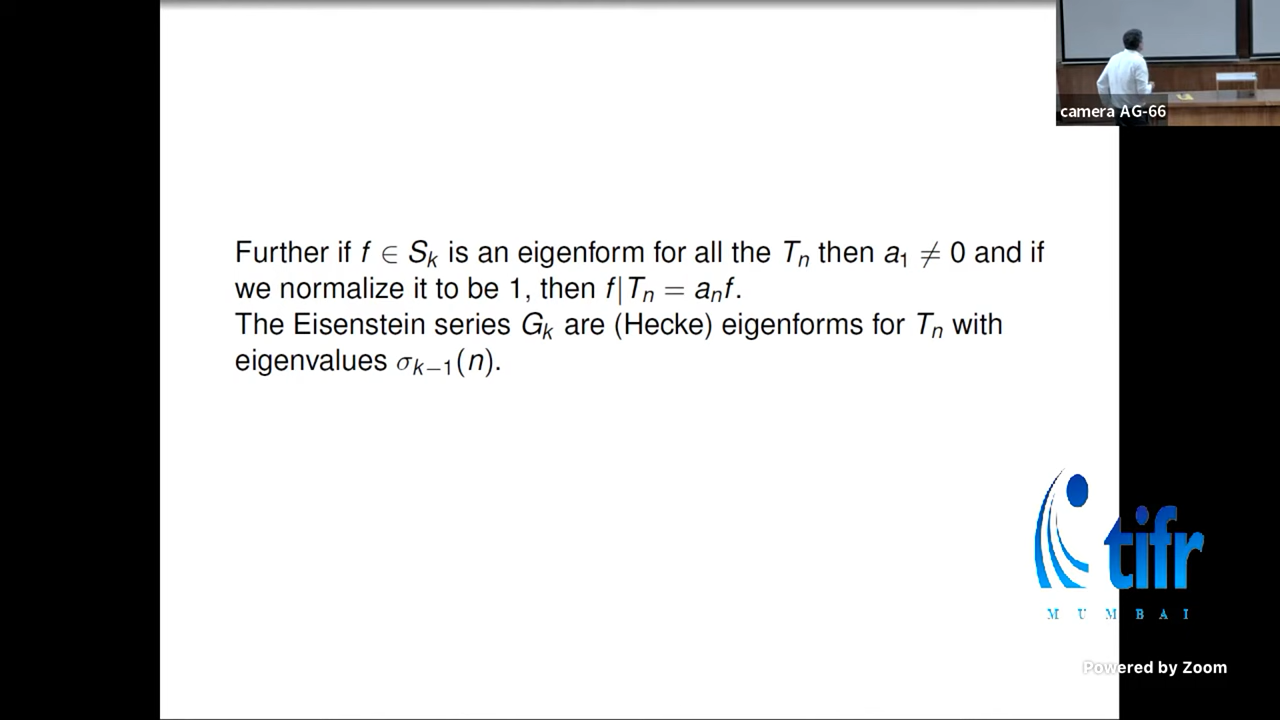 camera AG-66
Further if f ∈ S_k is an eigenform for all the T_n then a_1 ≠ 0 and if
we normalize it to be 1, then f|T_n = a_n f.
The Eisenstein series G_k are (Hecke) eigenforms for T_n with
eigenvalues σ_{k−1}(n).
tifr
MUMBAI
Powered by Zoom